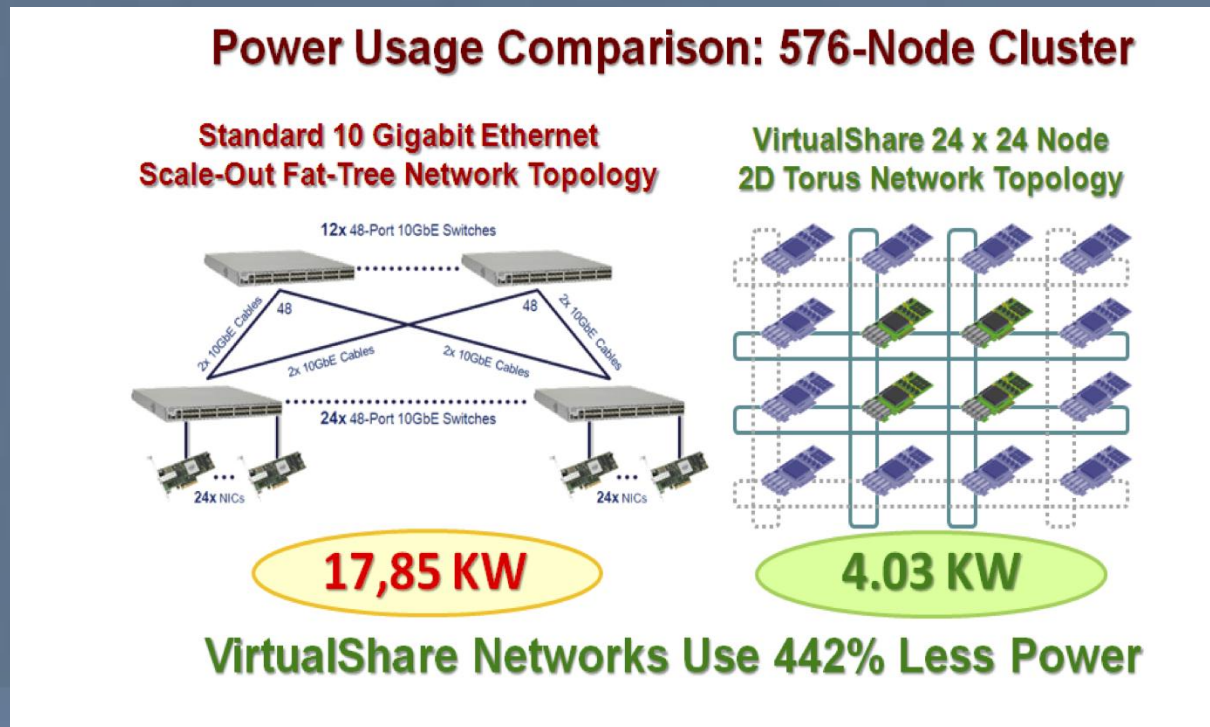 Power Usage Comparison: 576-Node Cluster
Standard 10 Gigabit Ethernet
Scale-Out Fat-Tree Network Topology
12x 48-Port 10GbE Switches
48
48
2x 10GbE Cables
2x 10GbE Cables
2x 10GbE Cables
2x 10GbE Cables
24x 48-Port 10GbE Switches
...
...
24x NICs
24x NICs
17,85 KW
VirtualShare 24 x 24 Node
2D Torus Network Topology
4.03 KW
VirtualShare Networks Use 442% Less Power